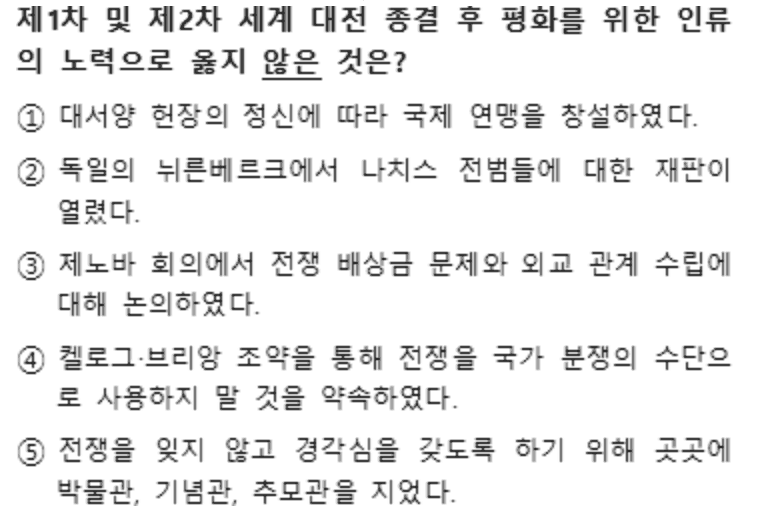 제1차 및 제2차 세계 대전 종결 후 평화를 위한 인류
의 노력으로 옳지 않은 것은?
① 대서양 헌장의 정신에 따라 국제 연맹을 창설하였다.
② 독일의 뉘른베르크에서 나치스 전범들에 대한 재판이
열렸다.
③ 제노바 회의에서 전쟁 배상금 문제와 외교 관계 수립에
대해 논의하였다.
④ 켈로그·브리앙 조약을 통해 전쟁을 국가 분쟁의 수단으
로 사용하지 말 것을 약속하였다.
⑤ 전쟁을 잊지 않고 경각심을 갖도록 하기 위해 곳곳에
박물관, 기념관, 추모관을 지었다.